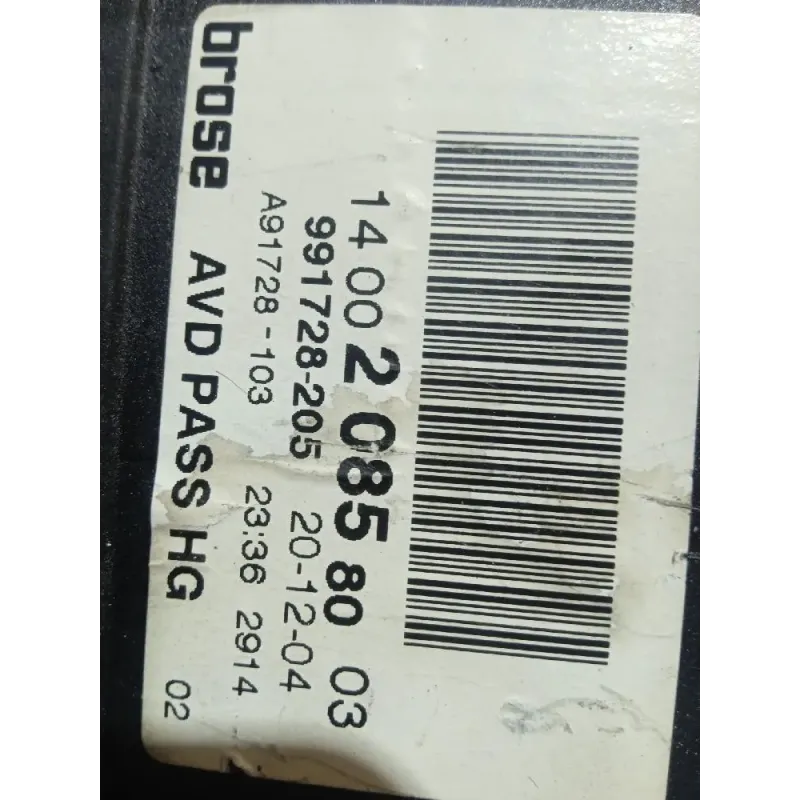 14 00 2 085 80 03
991728-205 20-12-04
A91728-103 23:36 2914
brose AVD PASS HG 02